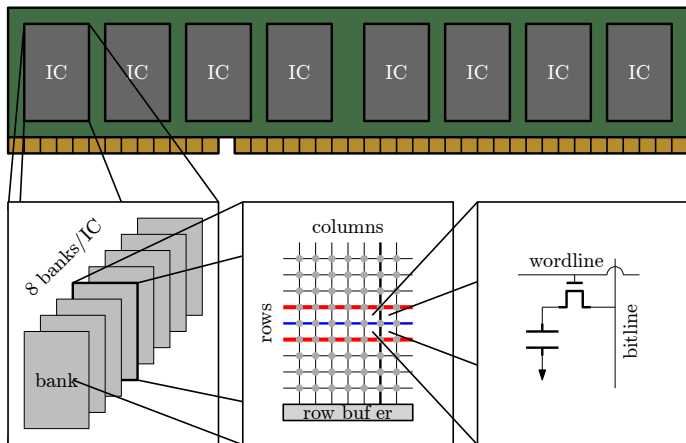 IC IC IC IC IC IC IC IC
8 banks/IC
bank
columns
rows
row buf er
wordline
bitline